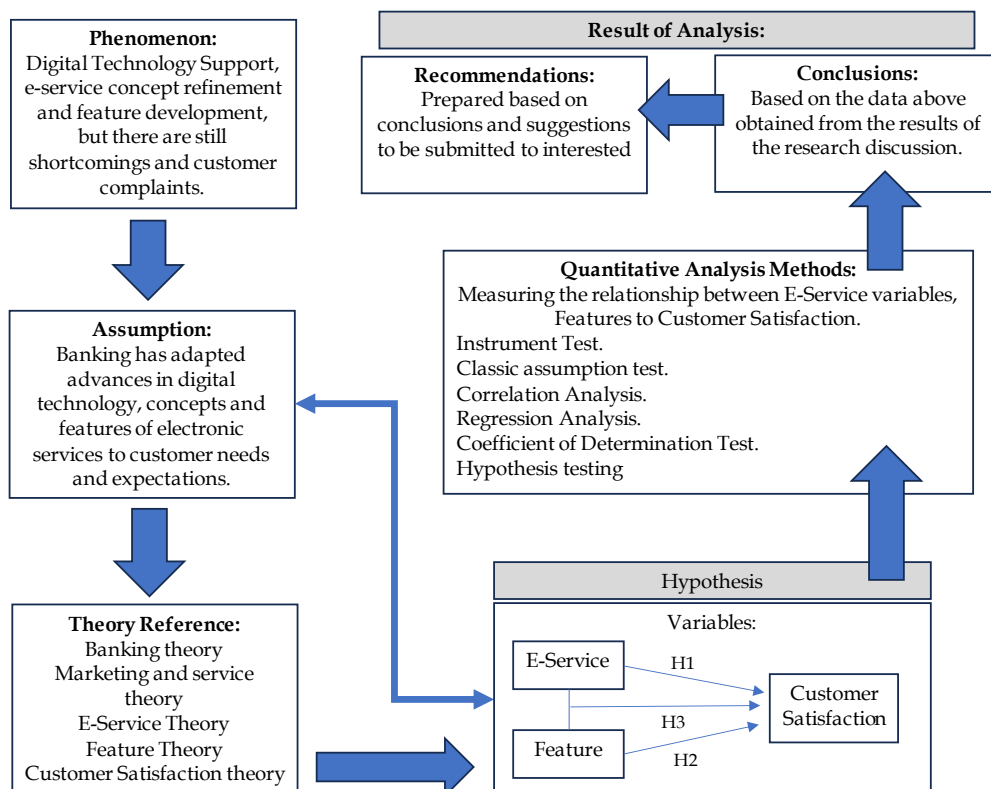 Phenomenon:
Digital Technology Support,
e-service concept refinement
and feature development,
but there are still
shortcomings and customer
complaints.
Assumption:
Banking has adapted
advances in digital
technology, concepts and
features of electronic
services to customer needs
and expectations.
Theory Reference:
Banking theory
Marketing and service
theory
E-Service Theory
Feature Theory
Customer Satisfaction theory
Hypothesis
Variables:
E-Service
H1
Customer
Satisfaction
H3
Feature
H2
Quantitative Analysis Methods:
Measuring the relationship between E-Service variables,
Features to Customer Satisfaction.
Instrument Test.
Classic assumption test.
Correlation Analysis.
Regression Analysis.
Coefficient of Determination Test.
Hypothesis testing
Result of Analysis:
Conclusions:
Based on the data above
obtained from the results of
the research discussion.
Recommendations:
Prepared based on
conclusions and suggestions
to be submitted to interested